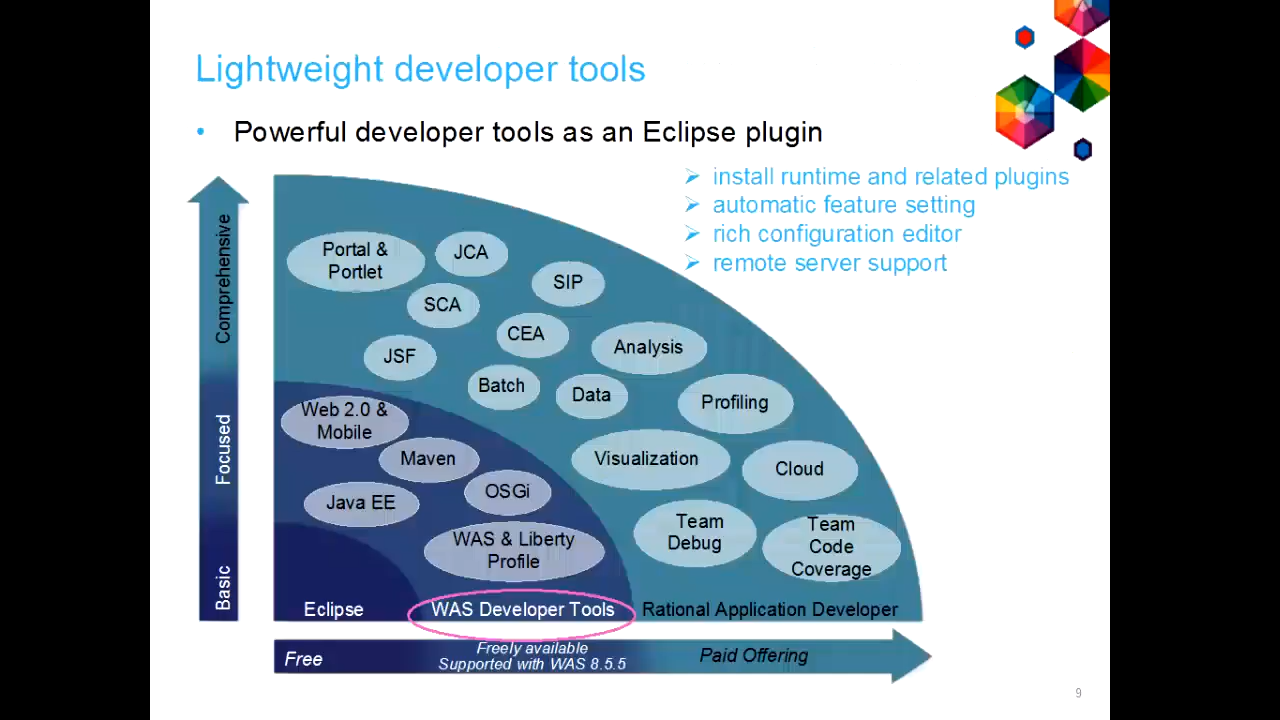 Lightweight developer tools
• Powerful developer tools as an Eclipse plugin
➢ install runtime and related plugins
➢ automatic feature setting
➢ rich configuration editor
➢ remote server support
Comprehensive
Focused
Basic
Portal &
Portlet
JCA
SIP
SCA
CEA
JSF
Analysis
Batch
Data
Profiling
Web 2.0 &
Mobile
Maven
Visualization
Cloud
OSGi
Java EE
WAS & Liberty
Profile
Team
Debug
Team
Code
Coverage
Eclipse
WAS Developer Tools
Rational Application Developer
Free
Freely available
Supported with WAS 8.5.5
Paid Offering
9